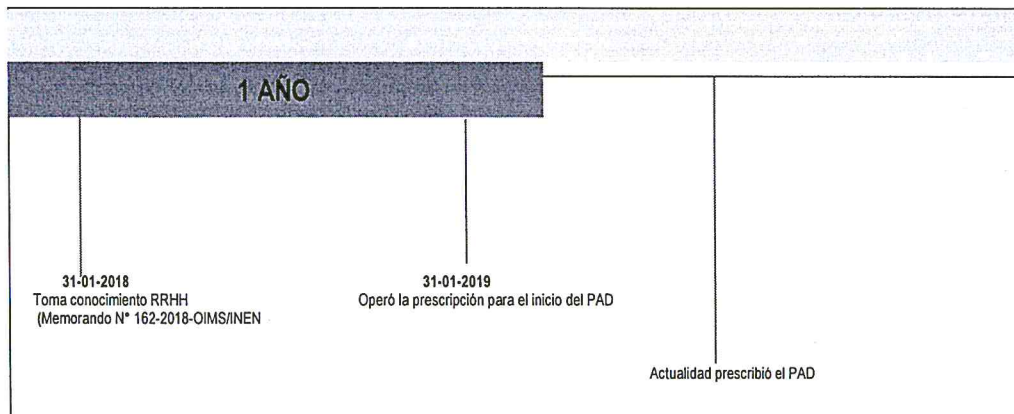 1 AÑO
31-01-2018
Toma conocimiento RRHH
(Memorando N° 162-2018-OIMS/INEN
31-01-2019
Operó la prescripción para el inicio del PAD
Actualidad prescribió el PAD